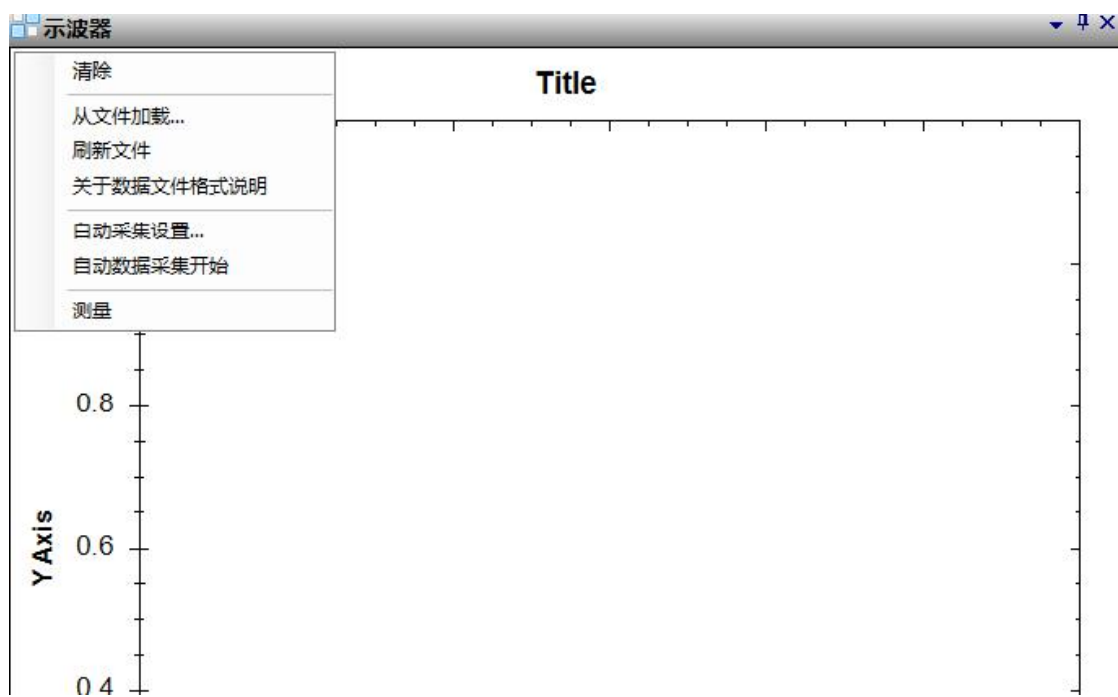 示波器
清除
从文件加载...
刷新文件
关于数据文件格式说明
自动采集设置...
自动数据采集开始
测量
Title
0.8
0.6
0.4
Y Axis